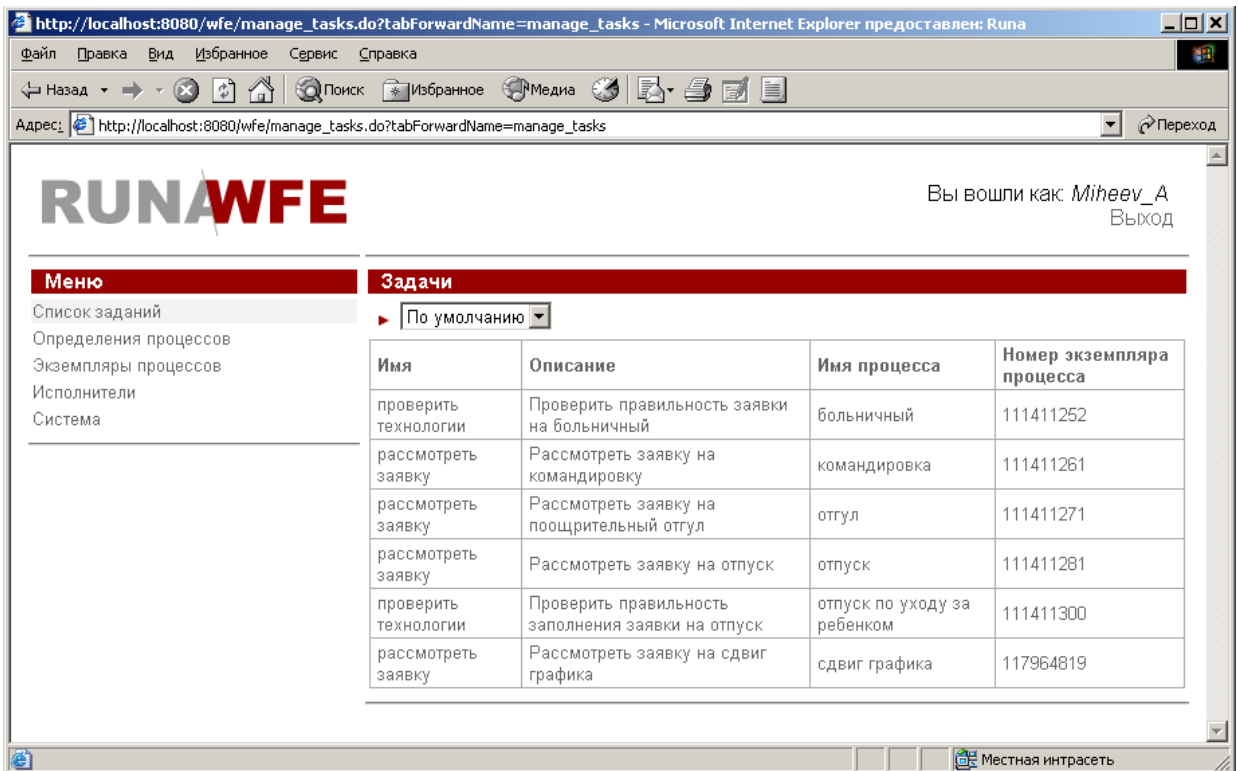 http://localhost:8080/wfe/manage_tasks.do?tabForwardName=manage_tasks - Microsoft Internet Explorer предоставлен: Runa
Файл Правка Вид Избранное Сервис Справка
Назад Поиск Избранное Медиа
Адрес: http://localhost:8080/wfe/manage_tasks.do?tabForwardName=manage_tasks Переход
RUNAWFE
Вы вошли как: Miheev_A
Выход
Меню
Список заданий
Определения процессов
Экземпляры процессов
Исполнители
Система
Задачи
По умолчанию
Имя Описание Имя процесса Номер экземпляра
процесса
проверить Проверить правильность заявки
технологии на больничный больничный 111411252
рассмотреть Рассмотреть заявку на
заявку командировку командировка 111411261
рассмотреть Рассмотреть заявку на
заявку поощрительный отгул отгул 111411271
рассмотреть
заявку Рассмотреть заявку на отпуск отпуск 111411281
проверить Проверить правильность отпуск по уходу за
технологии заполнения заявки на отпуск ребенком 111411300
рассмотреть Рассмотреть заявку на сдвиг
заявку графика сдвиг графика 117964819
Местная интрасеть